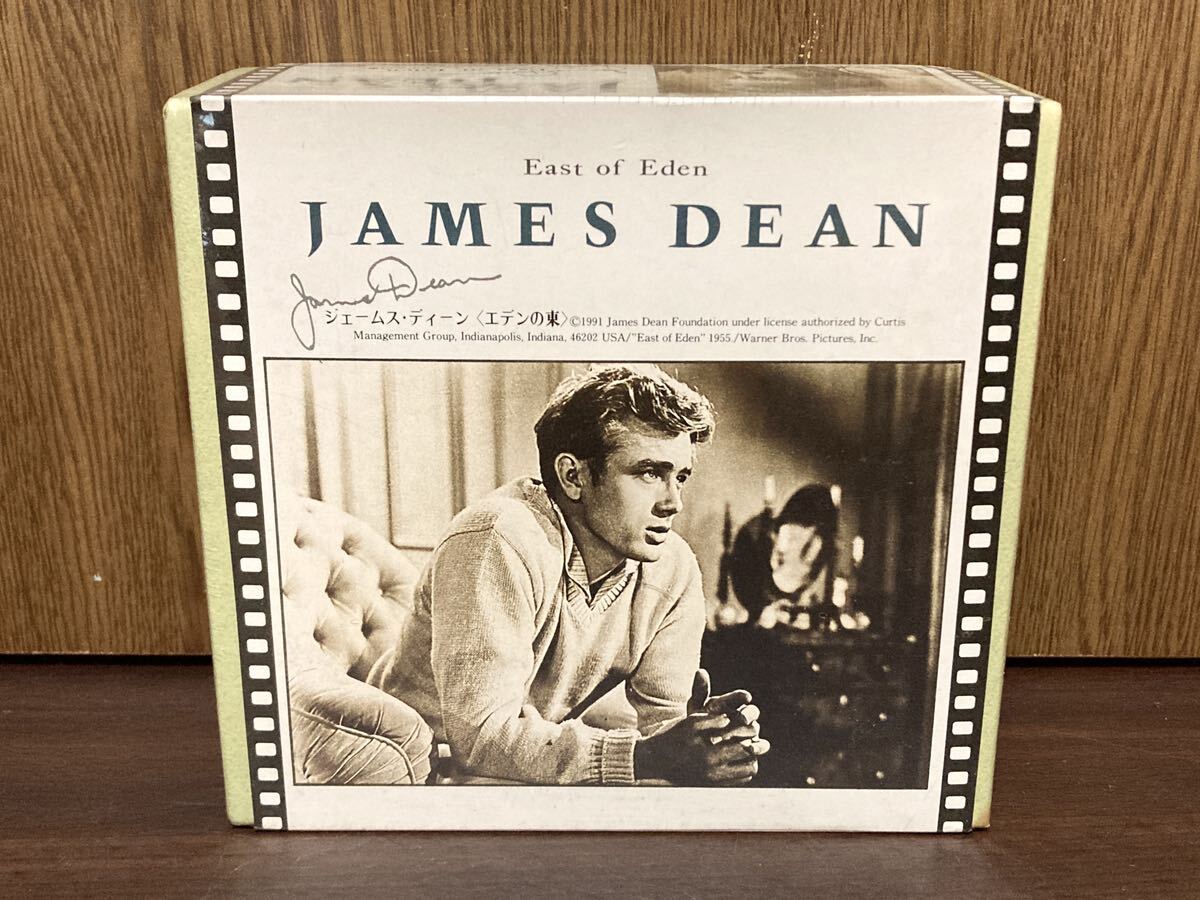 East of Eden
JAMES DEAN
James Dean
ジェームス・ディーン〈エデンの東〉©1991 James Dean Foundation under license authorized by Curtis
Management Group, Indianapolis, Indiana, 46202 USA/"East of Eden" 1955/Warner Bros. Pictures, Inc.